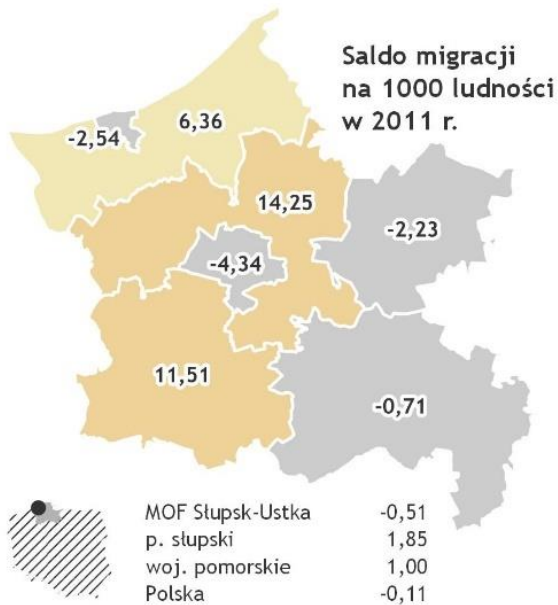 Saldo migracji
na 1000 ludności
w 2011 r.
6,36
-2,54
14,25
-2,23
-4,34
11,51
-0,71
MOF Słupsk-Ustka -0,51
p. słupski 1,85
woj. pomorskie 1,00
Polska -0,11